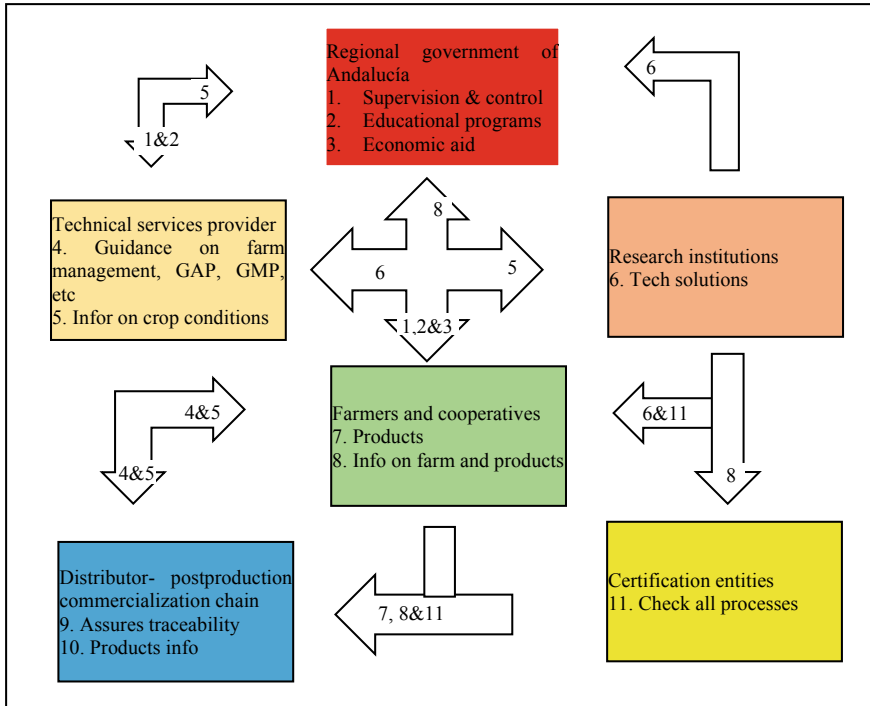 Regional government of
Andalucía
1. Supervision & control
2. Educational programs
3. Economic aid
5
1&2
6
Technical services provider
4. Guidance on farm
management, GAP, GMP,
etc
5. Infor on crop conditions
8
6
5
1,2&3
Research institutions
6. Tech solutions
4&5
4&5
Farmers and cooperatives
7. Products
8. Info on farm and products
6&11
8
Distributor- postproduction
commercialization chain
9. Assures traceability
10. Products info
7, 8&11
Certification entities
11. Check all processes